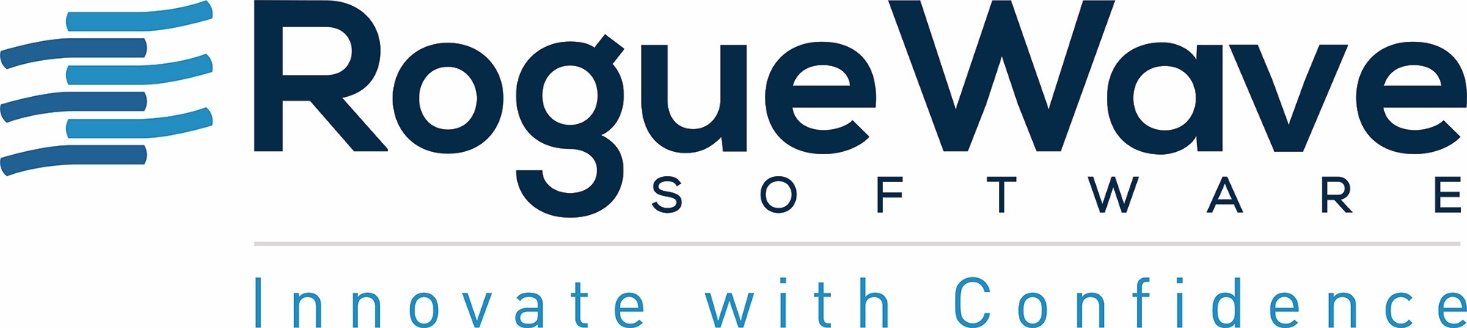 RogueWave
SOFTWARE
Innovate with Confidence